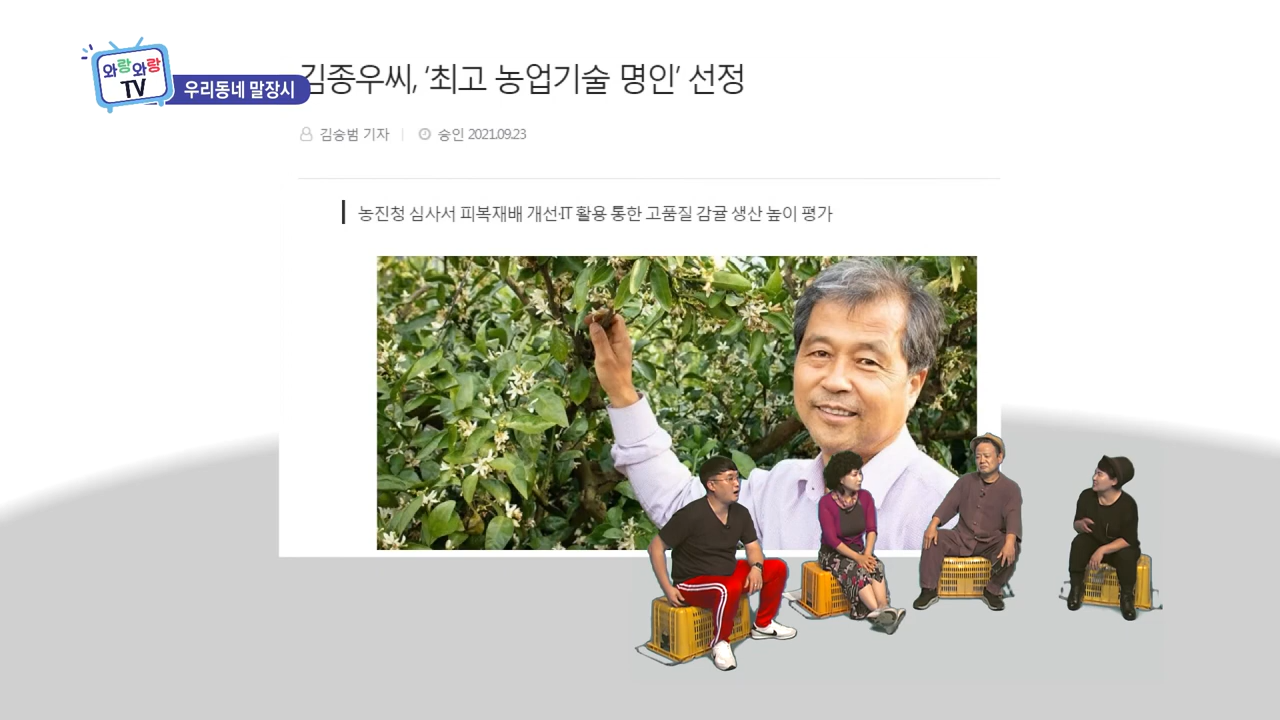 와랑와랑
TV
우리동네 말장시
김종우씨, '최고 농업기술 명인' 선정
김승범 기자
승인 2021.09.23
농진청 심사서 피복재배 개선·IT 활용 통한 고품질 감귤 생산 높이 평가